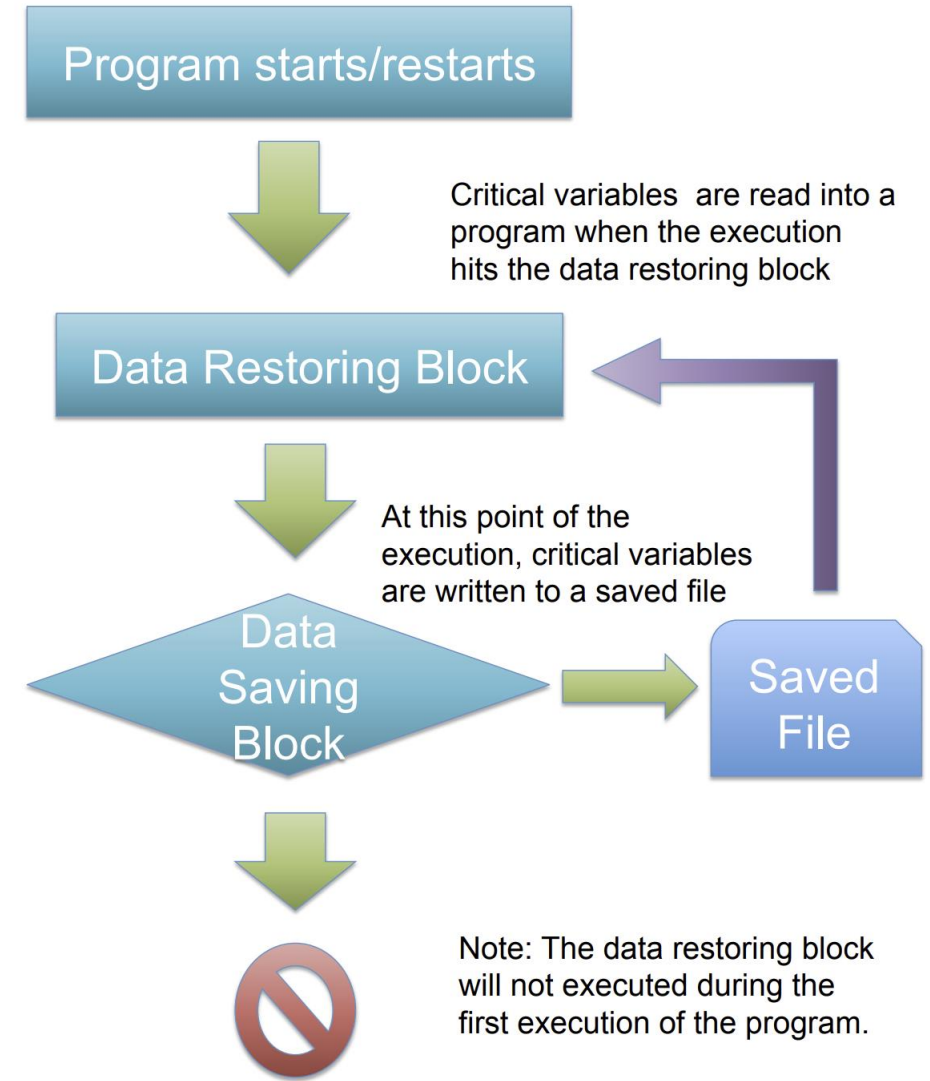 Program starts/restarts
Critical variables  are read into a
program when the execution
hits the data restoring block
Data Restoring Block
At this point of the
execution, critical variables
are written to a saved file
Data
Saving
Block
Saved
File
Note: The data restoring block
will not executed during the
first execution of the program.